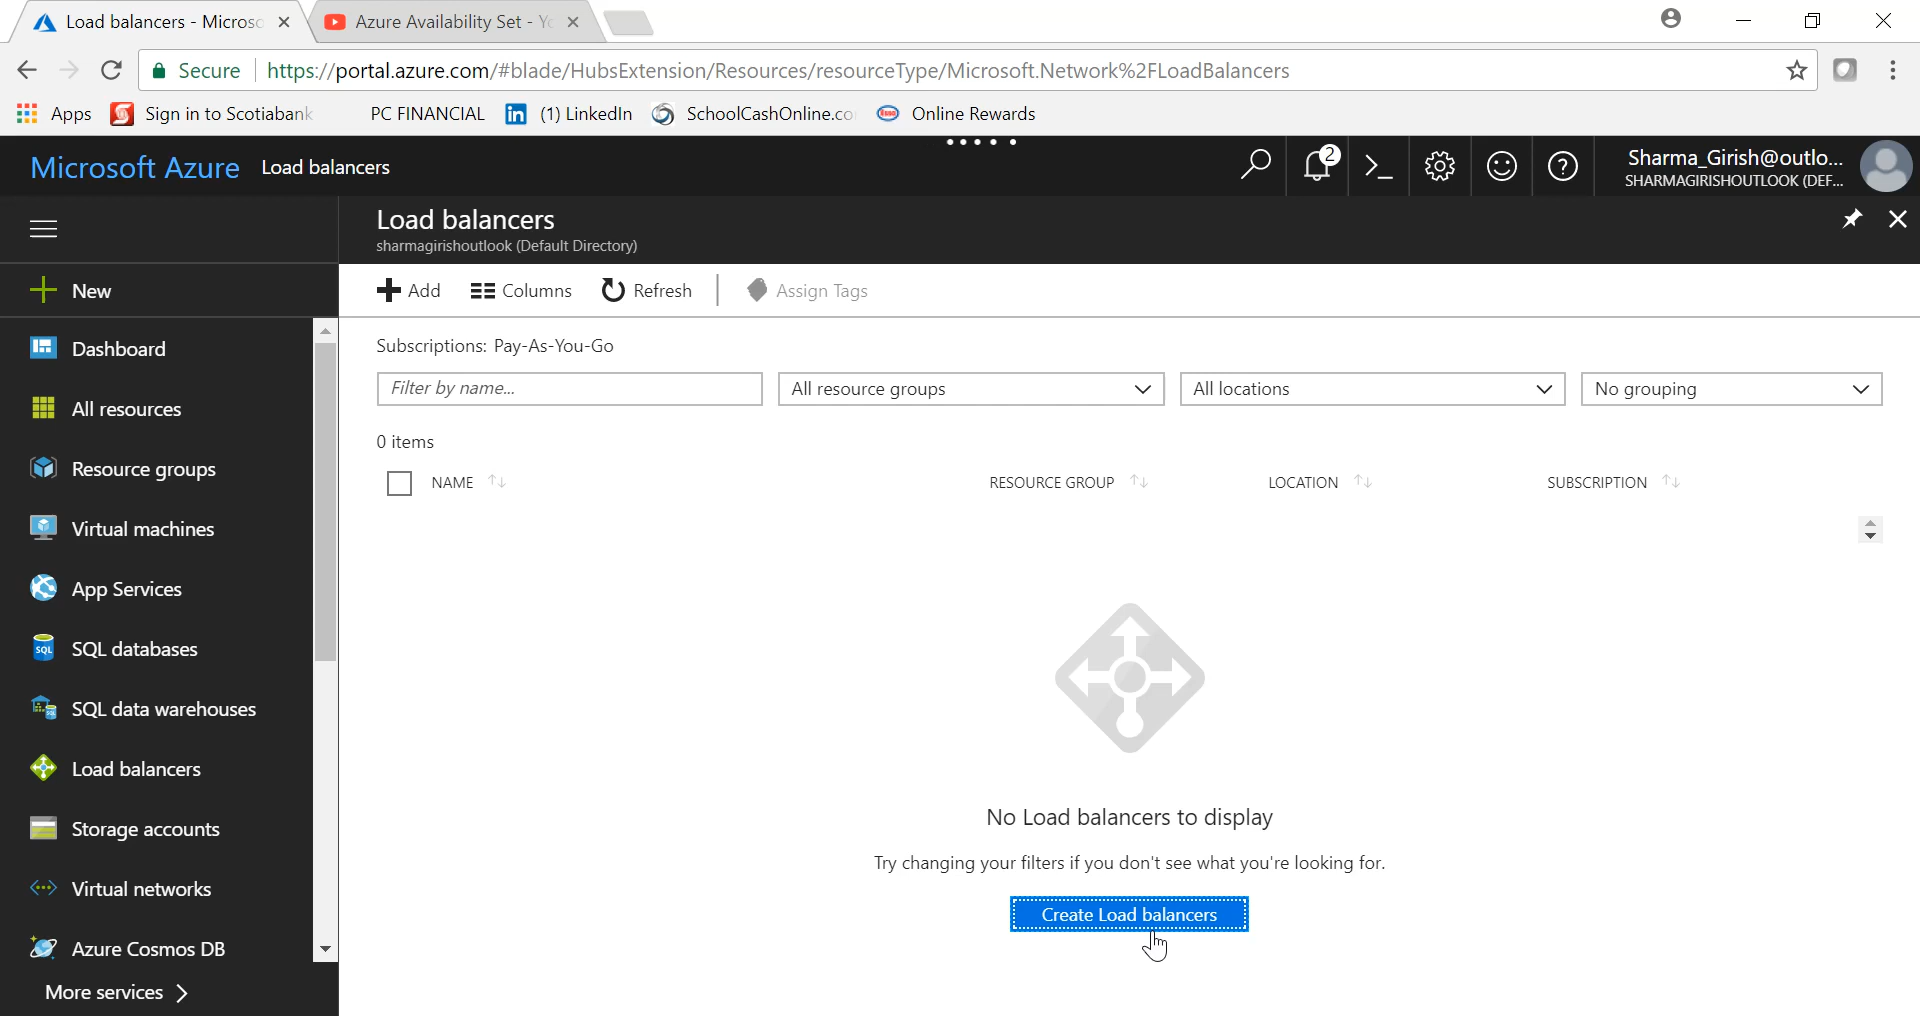 Load balancers - Microso
Azure Availability Set - Yo
Secure https://portal.azure.com/#blade/HubsExtension/Resources/resourceType/Microsoft.Network%2FLoadBalancers
Apps Sign in to Scotiabank PC FINANCIAL (1) LinkedIn SchoolCashOnline.co Online Rewards
Microsoft Azure Load balancers
2
Sharma_Girish@outlo...
SHARMAGIRISHOUTLOOK (DEF...
Load balancers
sharmagirishoutlook (Default Directory)
New
Add Columns Refresh Assign Tags
Dashboard
All resources
Resource groups
Virtual machines
App Services
SQL databases
SQL data warehouses
Load balancers
Storage accounts
Virtual networks
Azure Cosmos DB
More services
Subscriptions: Pay-As-You-Go
Filter by name... All resource groups All locations No grouping
0 items
NAME RESOURCE GROUP LOCATION SUBSCRIPTION
No Load balancers to display
Try changing your filters if you don't see what you're looking for.
Create Load balancers